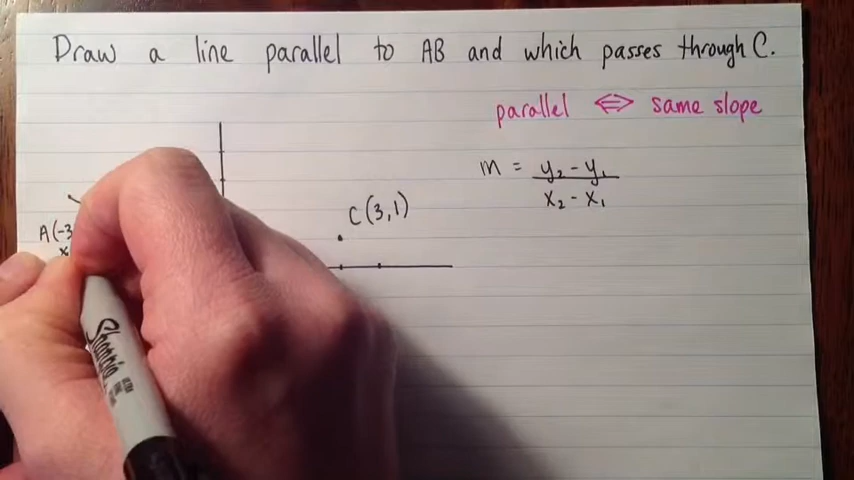 Draw a line parallel to AB and which passes through C.
parallel ⇔ same slope
m = y₂ - y₁ / x₂ - x₁
C(3,1)
A(-3
x
Sharpie